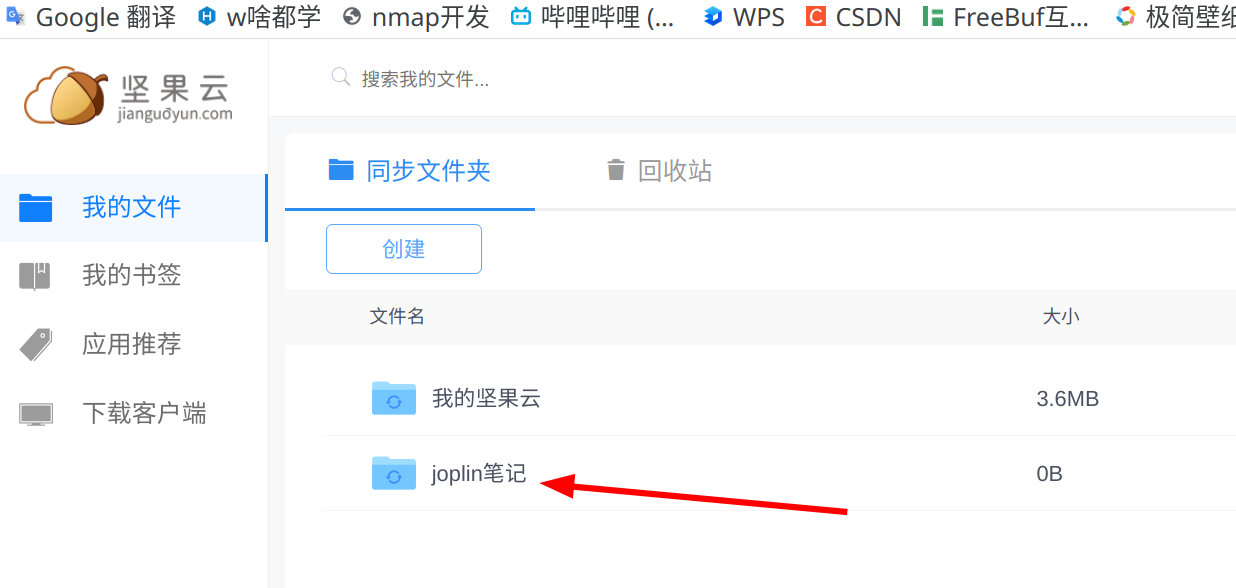 Google 翻译 w啥都学 nmap开发 哔哩哔哩 (... WPS CSDN FreeBuf互... 极简壁纸
坚果云
jianguoyun.com
搜索我的文件...
同步文件夹 回收站
我的文件
创建
我的书签
文件名 大小
应用推荐
我的坚果云 3.6MB
下载客户端
joplin笔记 0B